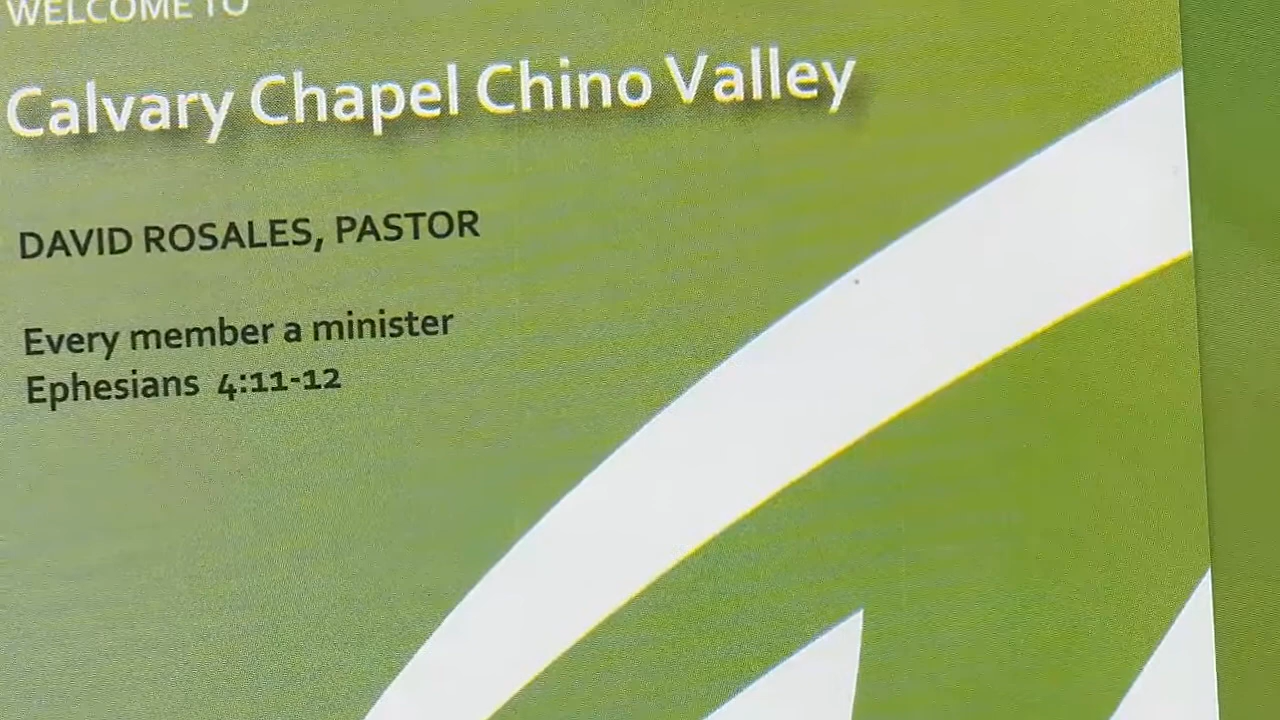 WELCOME TO
Calvary Chapel Chino Valley
DAVID ROSALES, PASTOR
Every member a minister
Ephesians 4:11-12